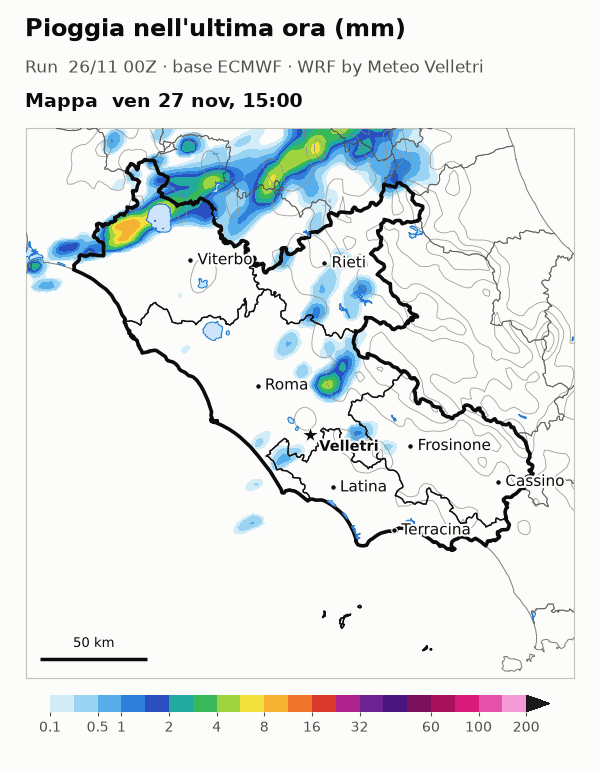 Pioggia nell'ultima ora (mm)
Run  26/11 00Z · base ECMWF · WRF by Meteo Velletri
Mappa  ven 27 nov, 15:00
Viterbo
Rieti
Roma
Velletri
Frosinone
Latina
Cassino
Terracina
50 km
0.1 0.5 1 2 4 8 16 32 60 100 200